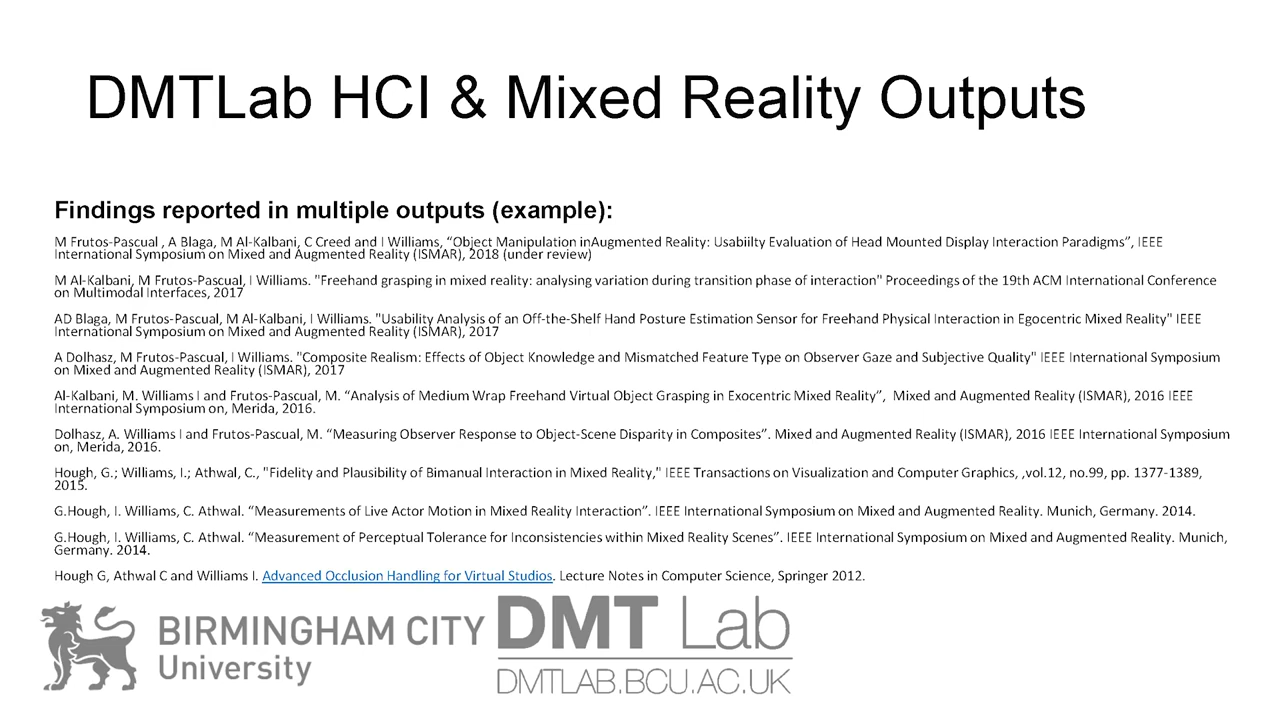 DMTLab HCI & Mixed Reality Outputs
Findings reported in multiple outputs (example):
M Frutos-Pascual , A Blaga, M Al-Kalbani, C Creed and I Williams, “Object Manipulation inAugmented Reality: Usabiilty Evaluation of Head Mounted Display Interaction Paradigms”, IEEE
International Symposium on Mixed and Augmented Reality (ISMAR), 2018 (under review)
M Al-Kalbani, M Frutos-Pascual, I Williams. "Freehand grasping in mixed reality: analysing variation during transition phase of interaction" Proceedings of the 19th ACM International Conference
on Multimodal Interfaces, 2017
AD Blaga, M Frutos-Pascual, M Al-Kalbani, I Williams. "Usability Analysis of an Off-the-Shelf Hand Posture Estimation Sensor for Freehand Physical Interaction in Egocentric Mixed Reality" IEEE
International Symposium on Mixed and Augmented Reality (ISMAR), 2017
A Dolhasz, M Frutos-Pascual, I Williams. "Composite Realism: Effects of Object Knowledge and Mismatched Feature Type on Observer Gaze and Subjective Quality" IEEE International Symposium
on Mixed and Augmented Reality (ISMAR), 2017
Al-Kalbani, M. Williams I and Frutos-Pascual, M. “Analysis of Medium Wrap Freehand Virtual Object Grasping in Exocentric Mixed Reality”, Mixed and Augmented Reality (ISMAR), 2016 IEEE
International Symposium on, Merida, 2016.
Dolhasz, A. Williams I and Frutos-Pascual, M. “Measuring Observer Response to Object-Scene Disparity in Composites”. Mixed and Augmented Reality (ISMAR), 2016 IEEE International Symposium
on, Merida, 2016.
Hough, G.; Williams, I.; Athwal, C., "Fidelity and Plausibility of Bimanual Interaction in Mixed Reality," IEEE Transactions on Visualization and Computer Graphics, ,vol.12, no.99, pp. 1377-1389,
2015.
G.Hough, I. Williams, C. Athwal. “Measurements of Live Actor Motion in Mixed Reality Interaction”. IEEE International Symposium on Mixed and Augmented Reality. Munich, Germany. 2014.
G.Hough, I. Williams, C. Athwal. “Measurement of Perceptual Tolerance for Inconsistencies within Mixed Reality Scenes”. IEEE International Symposium on Mixed and Augmented Reality. Munich,
Germany. 2014.
Hough G, Athwal C and Williams I. Advanced Occlusion Handling for Virtual Studios. Lecture Notes in Computer Science, Springer 2012.
BIRMINGHAM CITY
University
DMT Lab
DMTLAB.BCU.AC.UK